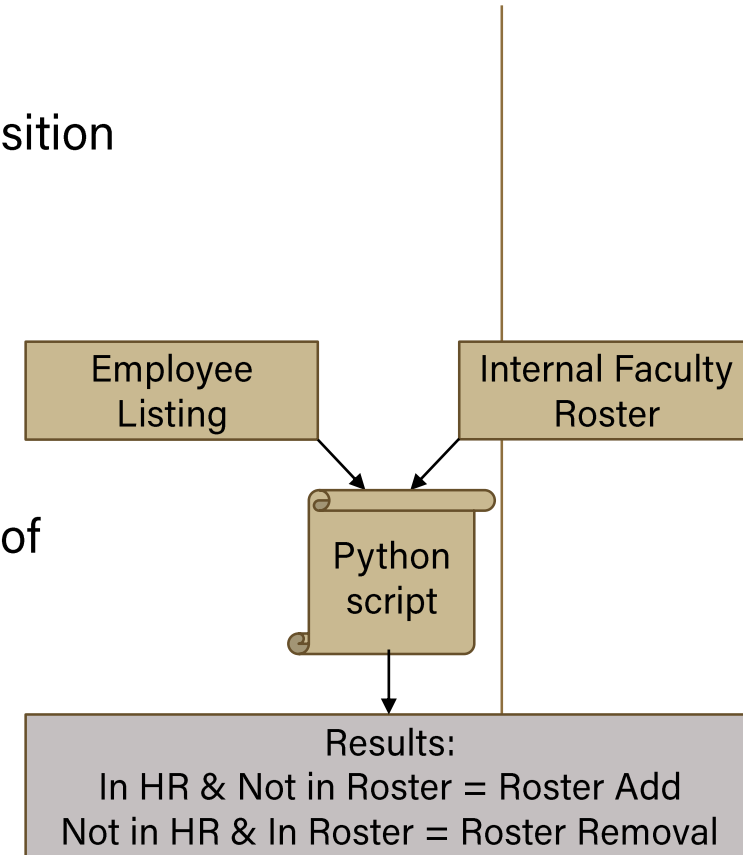 sition
Employee
Listing
Internal Faculty
Roster
of
Python
script
Results:
In HR & Not in Roster = Roster Add
Not in HR & In Roster = Roster Removal